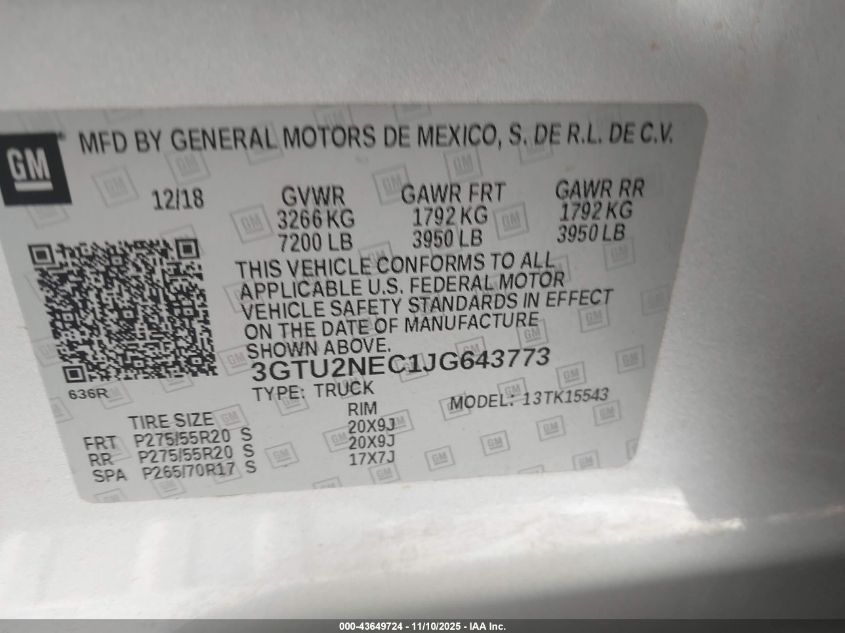 GM
MFD BY GENERAL MOTORS DE MEXICO, S. DE R.L. DE C.V.
12/18 GVWR GAWR FRT GAWR RR
3266 KG 1792 KG 1792 KG
7200 LB 3950 LB 3950 LB
THIS VEHICLE CONFORMS TO ALL
APPLICABLE U.S. FEDERAL MOTOR
VEHICLE SAFETY STANDARDS IN EFFECT
ON THE DATE OF MANUFACTURE
SHOWN ABOVE.
3GTU2NEC1JG643773
636R
TYPE: TRUCK MODEL: 13TK15543
TIRE SIZE RIM
FRT P275/55R20 S 20X9J
RR P275/55R20 S 20X9J
SPA P265/70R17 S 17X7J
000-43649724 - 11/10/2025 - IAA Inc.